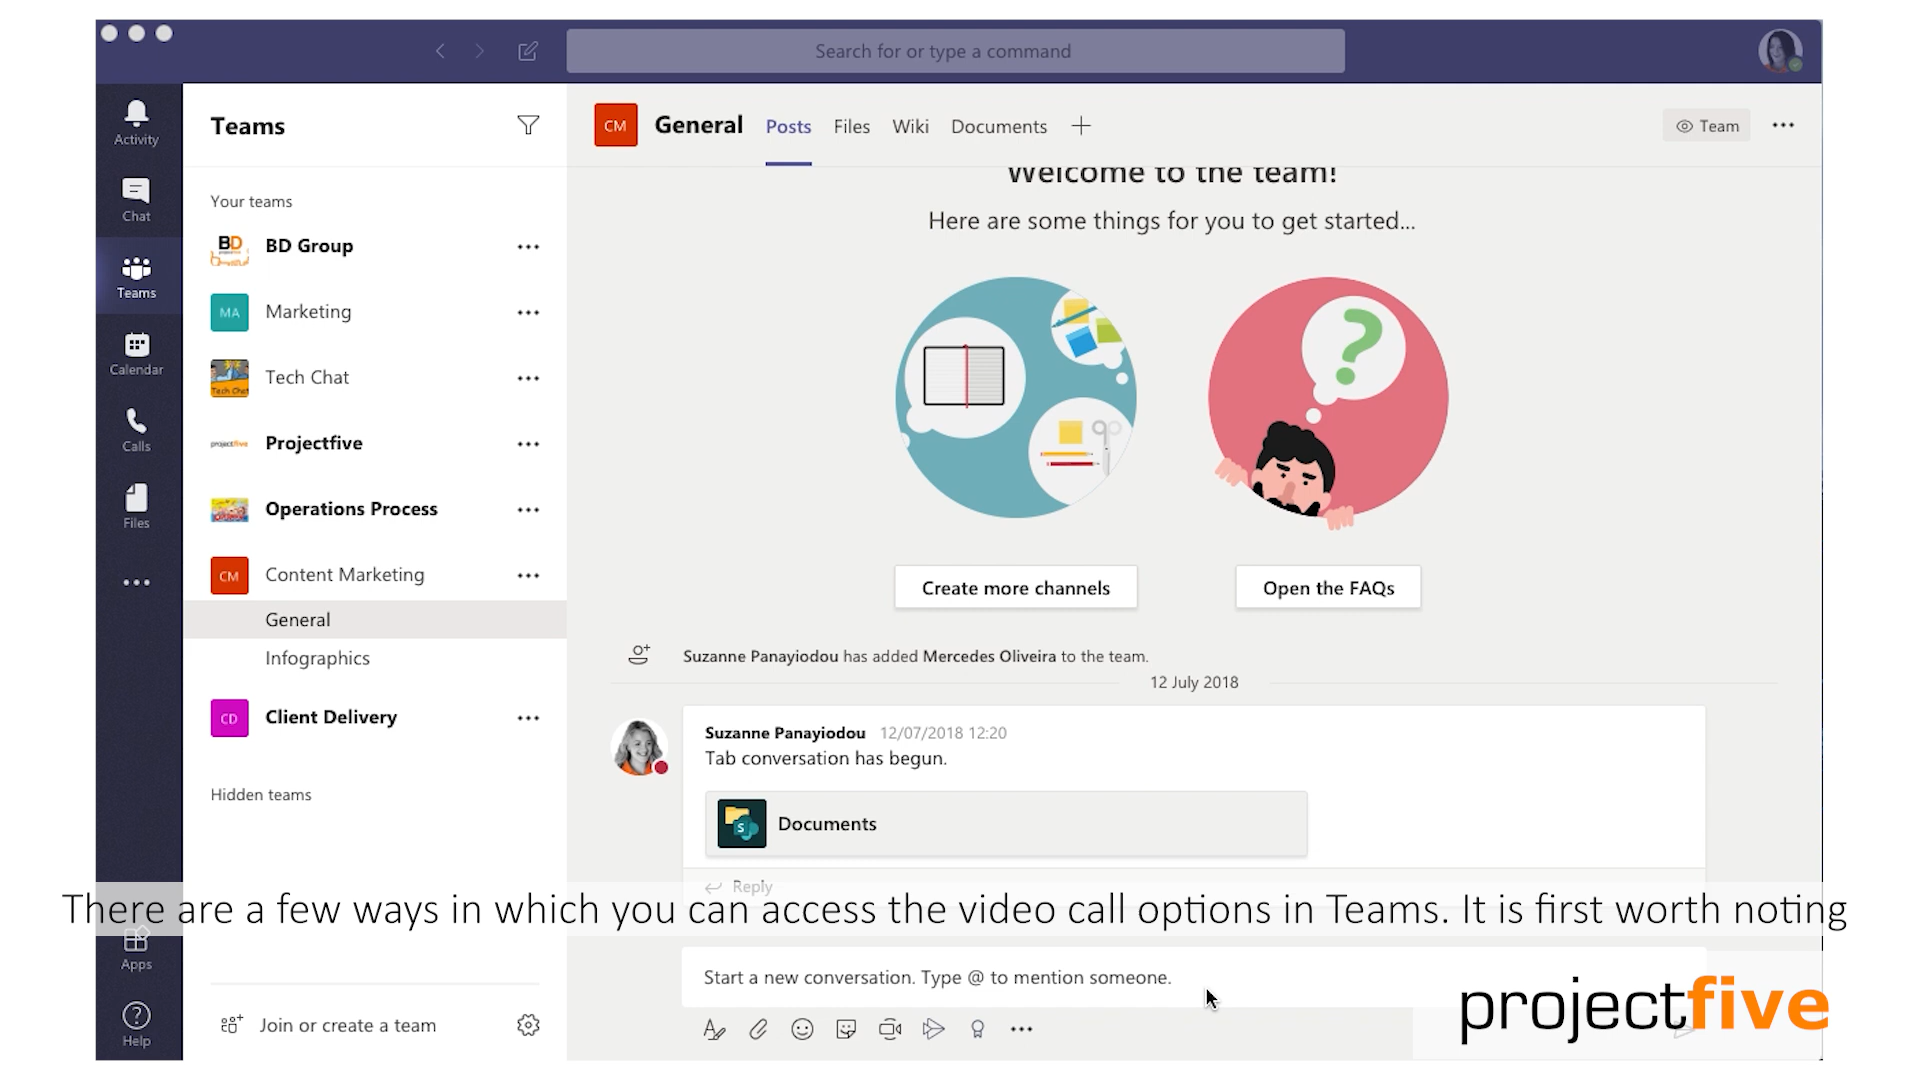 Search for or type a command
Activity
Chat
Teams
Calendar
Calls
Files
Apps
Help
Teams
Your teams
BD Group
MA Marketing
Tech Chat Tech Chat
projectfive Projectfive
Operations Process
CM Content Marketing
General
Infographics
CD Client Delivery
Hidden teams
Join or create a team
CM General Posts Files Wiki Documents
Team
Welcome to the team!
Here are some things for you to get started...
Create more channels Open the FAQs
Suzanne Panayiodou has added Mercedes Oliveira to the team.
12 July 2018
Suzanne Panayiodou 12/07/2018 12:20
Tab conversation has begun.
S Documents
Reply
There are a few ways in which you can access the video call options in Teams. It is first worth noting
Start a new conversation. Type @ to mention someone.
projectfive